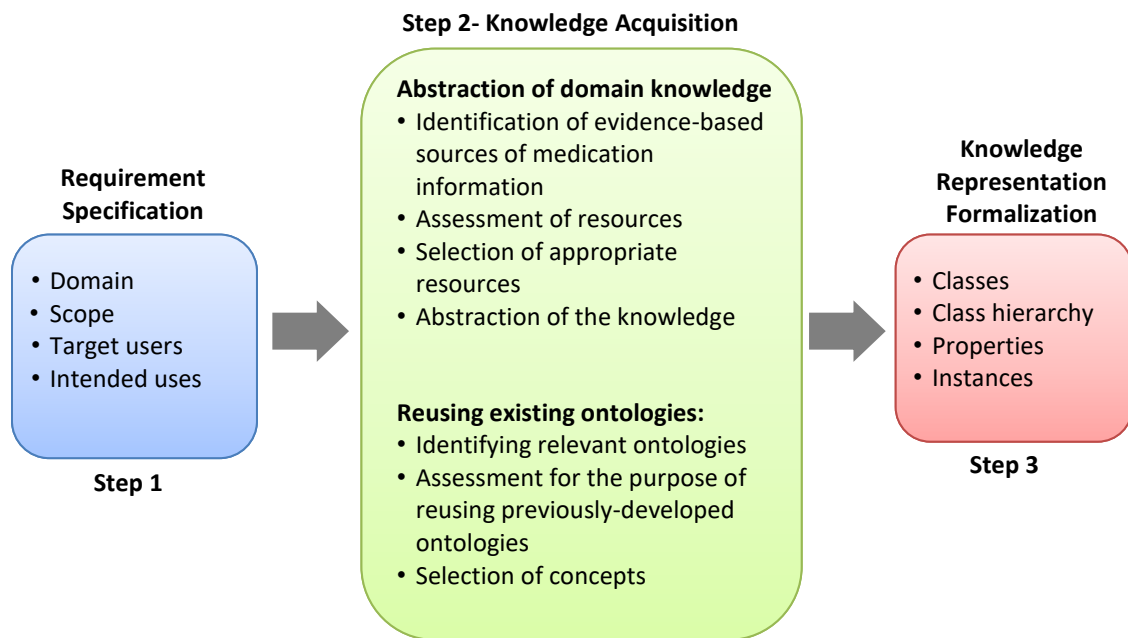 Step 2- Knowledge Acquisition
Requirement
Specification
• Domain
• Scope
• Target users
• Intended uses
Step 1
Abstraction of domain knowledge
• Identification of evidence-based
sources of medication
information
• Assessment of resources
• Selection of appropriate
resources
• Abstraction of the knowledge
Reusing existing ontologies:
• Identifying relevant ontologies
• Assessment for the purpose of
reusing previously-developed
ontologies
• Selection of concepts
Knowledge
Representation
Formalization
• Classes
• Class hierarchy
• Properties
• Instances
Step 3